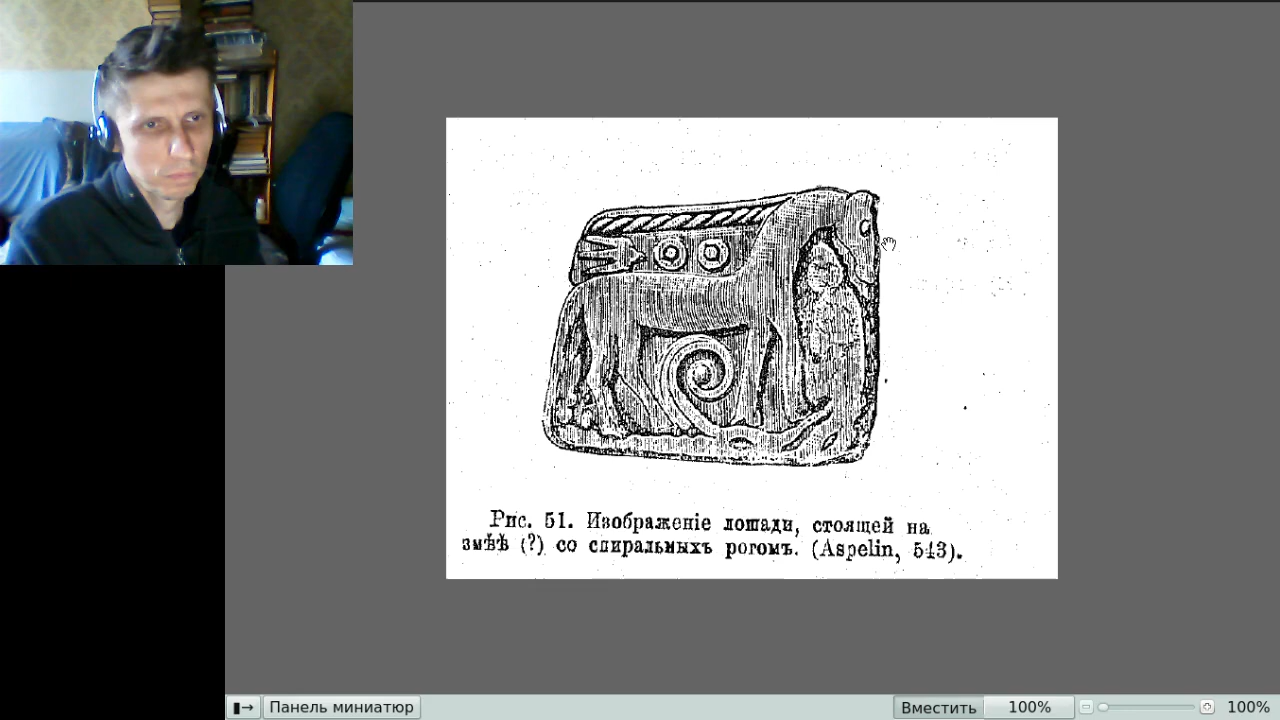 Рис. 51. Изображеніе лошади, стоящей на
змѣѣ (?) со спиральныхъ рогомъ. (Aspelin, 543).
Панель миниатюр
Вместить
100%
100%